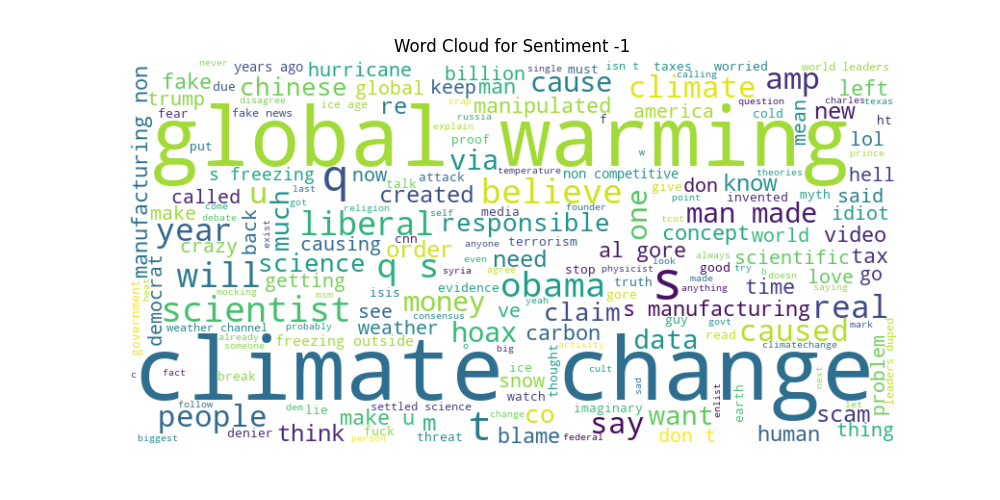 Word Cloud for Sentiment -1
never years ago hurricane billion cause single must isn t taxes worried world leaders
fake due chinese global keep man climate calling amp left
trump fear fake news ice age re crap manipulated america question charles new texas
disagree russia explain proof f cold mean ht
global warming
put via w lol
manufacturing non s freezing q now attack temperature non competitive give don know theories prince hell
called u last talk created believe one point invented myth said
make come got religion self media founder tcot man made idiot
debate much liberal responsible concept world video
year back exist causing cnn order anyone terrorism al gore look always scientific tax
crazy science q s even need stop physicist good try b doesn love go
democrat will getting syria agree obama truth s made anything time saying
government heat mocking isis evidence gore
scientist msm see money yeah ve claim s manufacturing real
weather channel probably consensus weather hoax carbon guy govt caused mark
already freezing outside o data read climatechange
someone big activity
climate change
c fact break ice cult sad next problem leaders duped
thought snow watch
follow dem lie settled science change co imaginary want enlist earth let
people make u m t say scam
biggest denier think fuck person threat blame federal don t human thing